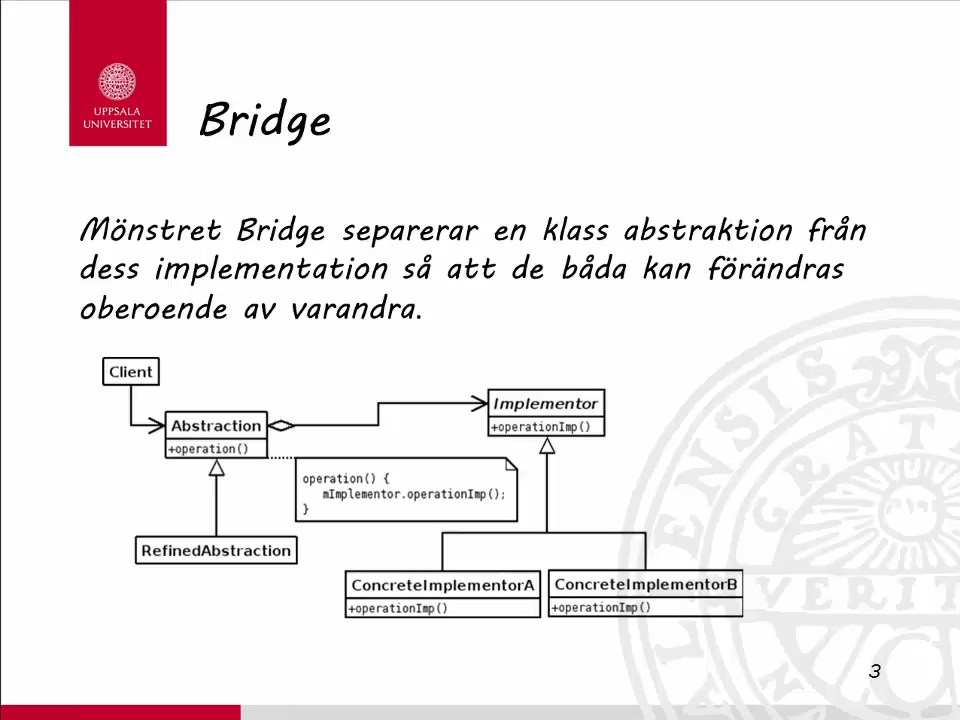 UPPSALA
UNIVERSITET
Bridge
Mönstret Bridge separerar en klass abstraktion från
dess implementation så att de båda kan förändras
oberoende av varandra.
Client
Abstraction
+operation()
Implementor
+operationImp()
operation() {
mImplementor.operationImp();
}
RefinedAbstraction
ConcreteImplementorA
+operationImp()
ConcreteImplementorB
+operationImp()
3